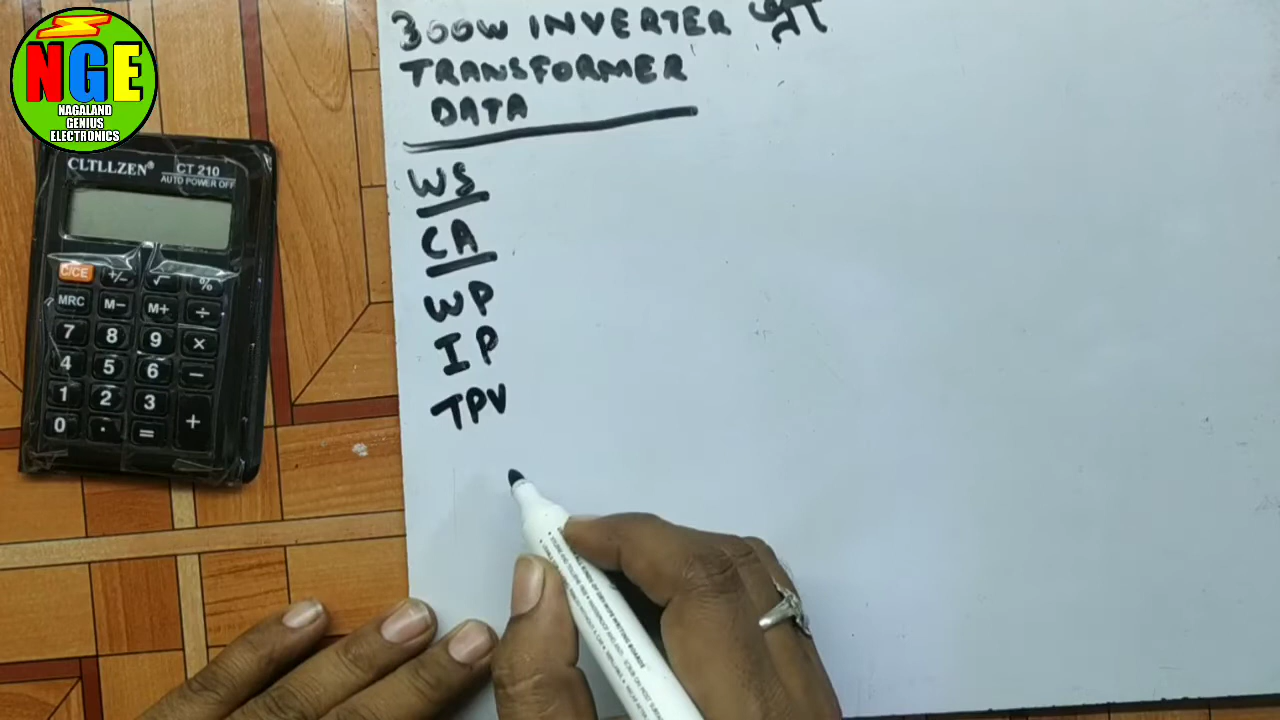 NGE
NAGALAND
GENIUS
ELECTRONICS
300W INVERTER की
TRANSFORMER
DATA
WS
CA
WP
IP
TPV
CLTLLZEN® CT 210
AUTO POWER OFF
C/CE +/- √ %
MRC M− M+ ÷
7 8 9 ×
4 5 6 −
1 2 3 +
0 · =